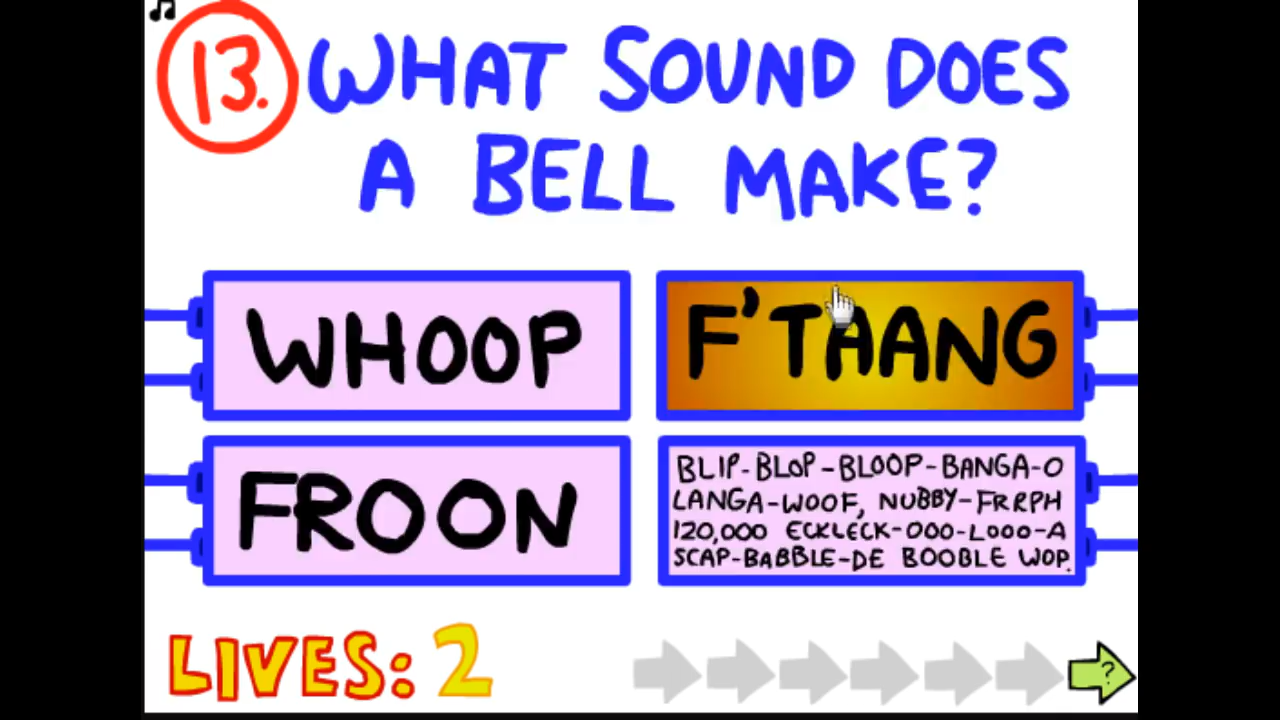 13. WHAT SOUND DOES
A BELL MAKE?
WHOOP
F'TAANG
FROON
BLIP-BLOP-BLOOP-BANGA-O
LANGA-WOOF, NUBBY-FRRPH
120,000 ECKLECK-OOO-LOOO-A
SCAP-BABBLE-DE BOOBLE WOP.
LIVES: 2
?